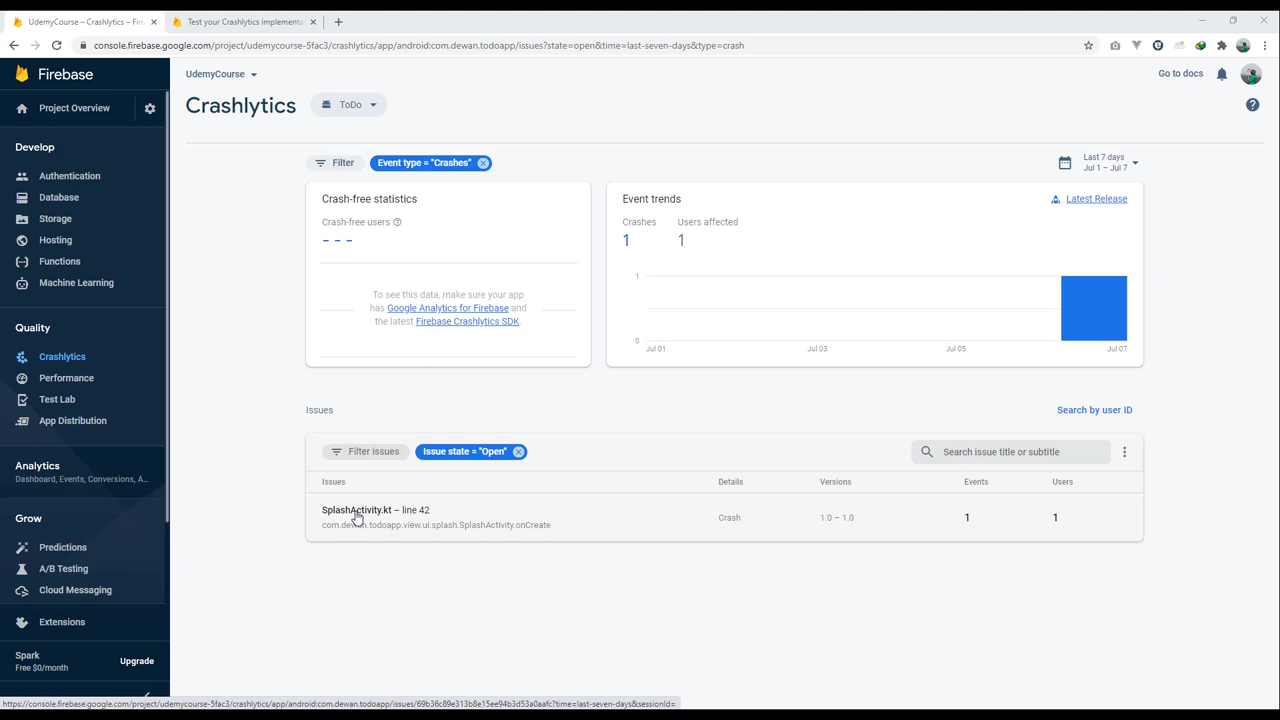 UdemyCourse – Crashlytics – Fire
Test your Crashlytics implementa
console.firebase.google.com/project/udemycourse-5fac3/crashlytics/app/android:com.dewan.todoapp/issues?state=open&time=last-seven-days&type=crash
Firebase
Project Overview
Develop
Authentication
Database
Storage
Hosting
Functions
Machine Learning
Quality
Crashlytics
Performance
Test Lab
App Distribution
Analytics
Dashboard, Events, Conversions, A...
Grow
Predictions
A/B Testing
Cloud Messaging
Extensions
Spark
Free $0/month
Upgrade
UdemyCourse
Go to docs
Crashlytics
ToDo
Filter
Event type = "Crashes"
Last 7 days
Jul 1 – Jul 7
Crash-free statistics
Crash-free users
- - -
To see this data, make sure your app
has Google Analytics for Firebase and
the latest Firebase Crashlytics SDK.
Event trends
Latest Release
Crashes
Users affected
1
1
1
0
Jul 01
Jul 03
Jul 05
Jul 07
Issues
Search by user ID
Filter issues
Issue state = "Open"
Search issue title or subtitle
Issues
Details
Versions
Events
Users
SplashActivity.kt – line 42
com.dewan.todoapp.view.ui.splash.SplashActivity.onCreate
Crash
1.0 – 1.0
1
1
https://console.firebase.google.com/project/udemycourse-5fac3/crashlytics/app/android:com.dewan.todoapp/issues/69b36c89e313b8e15ee94b3d53a0aafc?time=last-seven-days&sessionId=